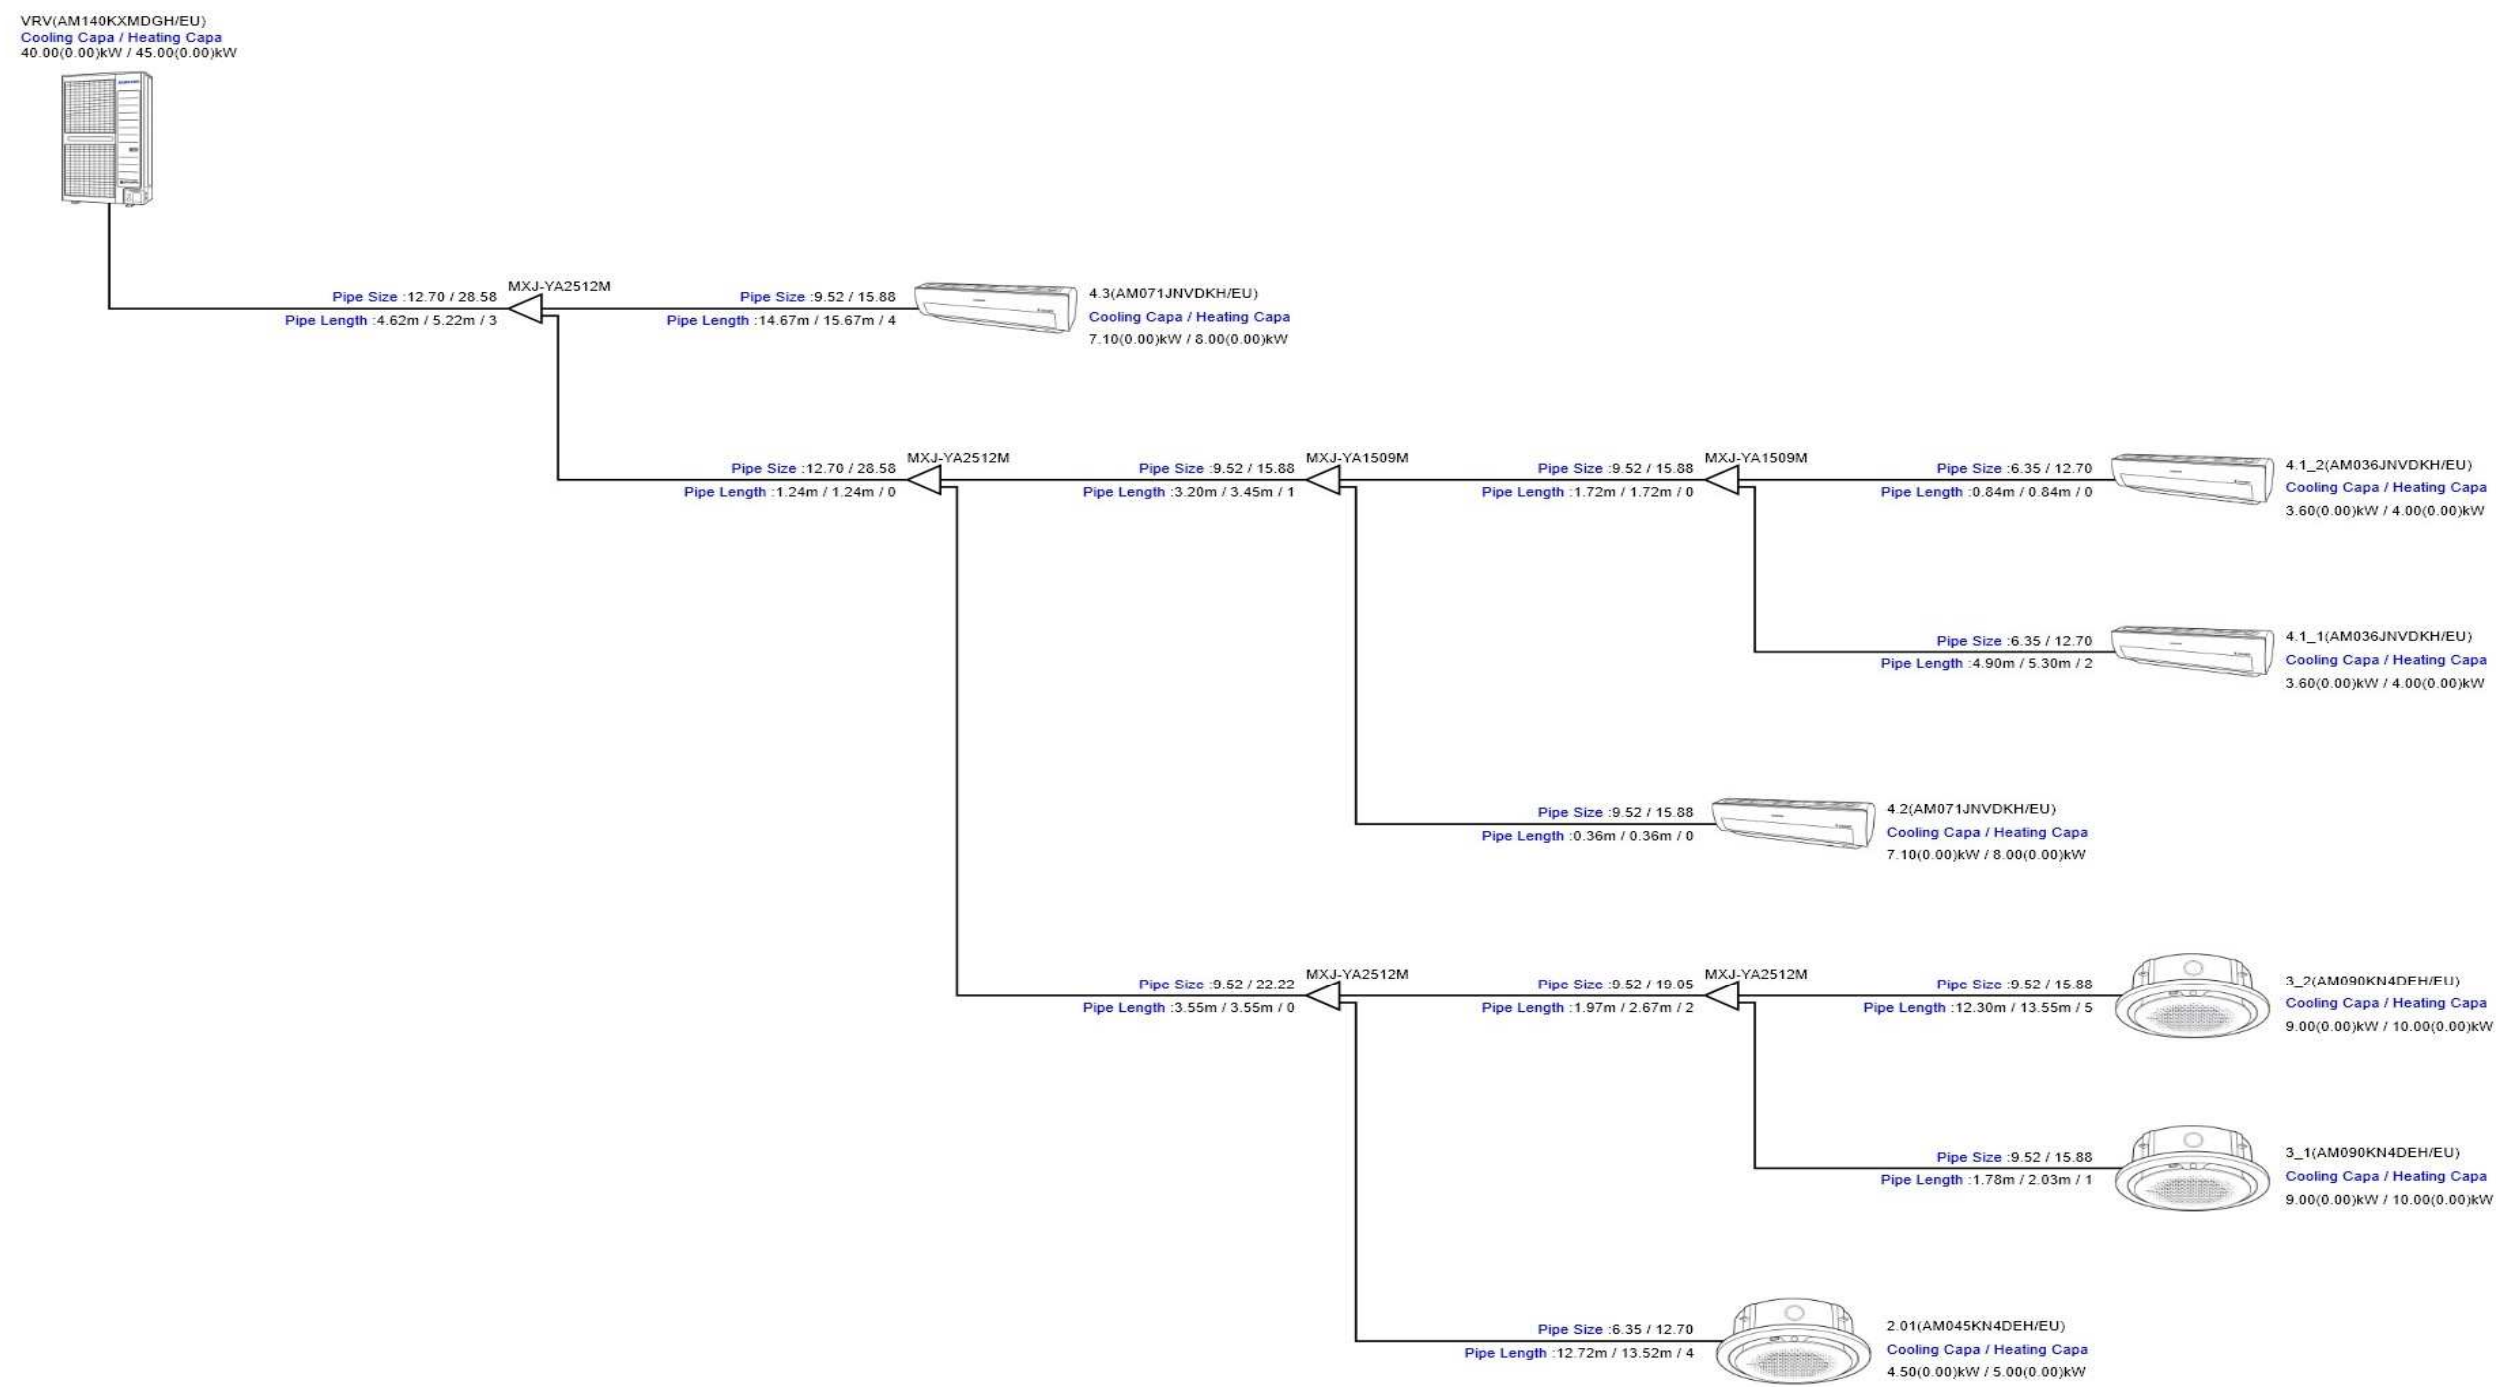 VRV(AM140KXMDGH/EU)
Cooling Capa / Heating Capa
40.00(0.00)kW / 45.00(0.00)kW
Pipe Size :12.70 / 28.58
Pipe Length :4.62m / 5.22m / 3
MXJ-YA2512M
Pipe Size :9.52 / 15.88
Pipe Length :14.67m / 15.67m / 4
4.3(AM071JNVDKH/EU)
Cooling Capa / Heating Capa
7.10(0.00)kW / 8.00(0.00)kW
Pipe Size :12.70 / 28.58
Pipe Length :1.24m / 1.24m / 0
MXJ-YA2512M
Pipe Size :9.52 / 15.88
Pipe Length :3.20m / 3.45m / 1
MXJ-YA1509M
Pipe Size :9.52 / 15.88
Pipe Length :1.72m / 1.72m / 0
MXJ-YA1509M
Pipe Size :6.35 / 12.70
Pipe Length :0.84m / 0.84m / 0
4.1_2(AM036JNVDKH/EU)
Cooling Capa / Heating Capa
3.60(0.00)kW / 4.00(0.00)kW
Pipe Size :6.35 / 12.70
Pipe Length :4.90m / 5.30m / 2
4.1_1(AM036JNVDKH/EU)
Cooling Capa / Heating Capa
3.60(0.00)kW / 4.00(0.00)kW
Pipe Size :9.52 / 15.88
Pipe Length :0.36m / 0.36m / 0
4.2(AM071JNVDKH/EU)
Cooling Capa / Heating Capa
7.10(0.00)kW / 8.00(0.00)kW
Pipe Size :9.52 / 22.22
Pipe Length :3.55m / 3.55m / 0
MXJ-YA2512M
Pipe Size :9.52 / 19.05
Pipe Length :1.97m / 2.67m / 2
MXJ-YA2512M
Pipe Size :9.52 / 15.88
Pipe Length :12.30m / 13.55m / 5
3_2(AM090KN4DEH/EU)
Cooling Capa / Heating Capa
9.00(0.00)kW / 10.00(0.00)kW
Pipe Size :9.52 / 15.88
Pipe Length :1.78m / 2.03m / 1
3_1(AM090KN4DEH/EU)
Cooling Capa / Heating Capa
9.00(0.00)kW / 10.00(0.00)kW
Pipe Size :6.35 / 12.70
Pipe Length :12.72m / 13.52m / 4
2.01(AM045KN4DEH/EU)
Cooling Capa / Heating Capa
4.50(0.00)kW / 5.00(0.00)kW